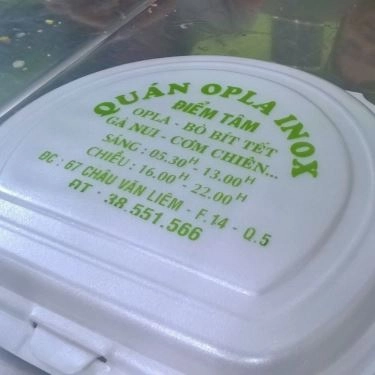 QUÁN OPLA INOX
ĐIỂM TÂM
OPLA - BÒ BÍT TẾT
GÀ NUI - CƠM CHIÊN...
SÁNG : 05.30H - 13.00H
CHIỀU : 16.00H - 22.00H
ĐC : 67 CHÂU VĂN LIÊM - F.14 - Q.5
ĐT - 38.551.566